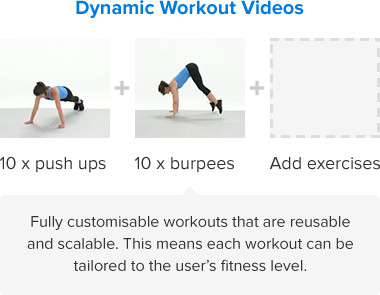 Dynamic Workout Videos
+ +
10 x push ups 10 x burpees Add exercises
Fully customisable workouts that are reusable
and scalable. This means each workout can be
tailored to the user's fitness level.